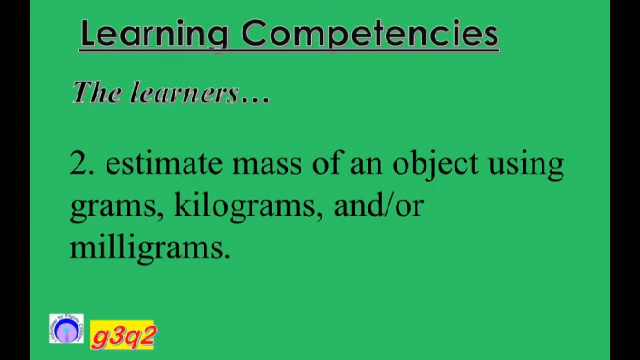 Learning Competencies
The learners...
2. estimate mass of an object using
grams, kilograms, and/or
milligrams.
g3q2